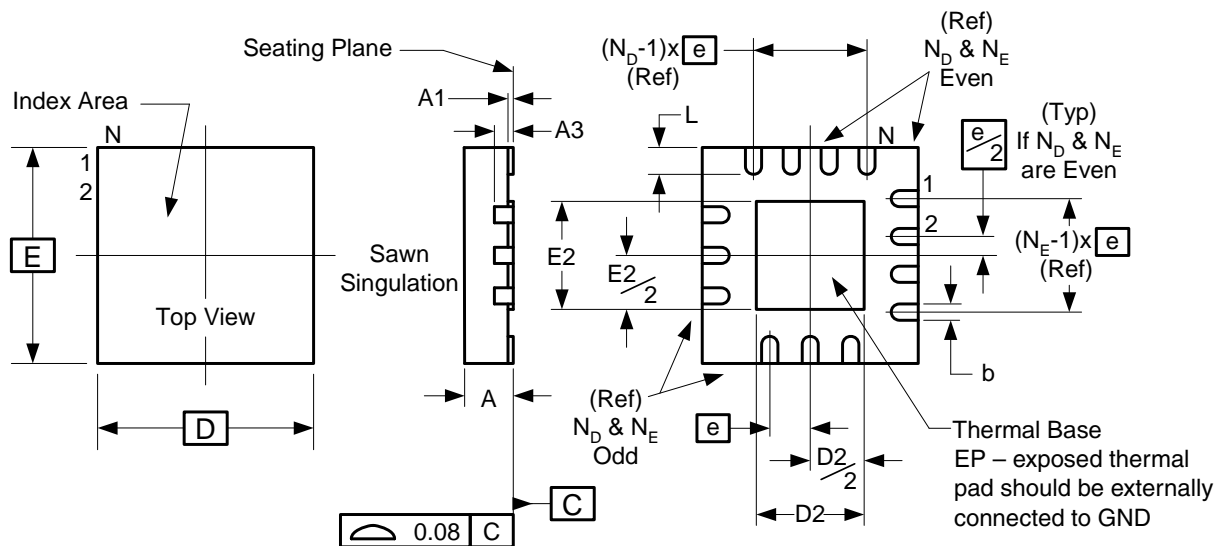 Seating Plane
Index Area
N
1
2
E
Top View
D
A1
A3
Sawn
Singulation
A
C
0.08 C
(N_D-1)x e
(Ref)
(Ref)
N_D & N_E
Even
L
N
e/2
(Typ)
If N_D & N_E
are Even
1
2
(N_E-1)x e
(Ref)
E2
E2/2
b
(Ref)
N_D & N_E
Odd
e
D2/2
D2
Thermal Base
EP – exposed thermal
pad should be externally
connected to GND